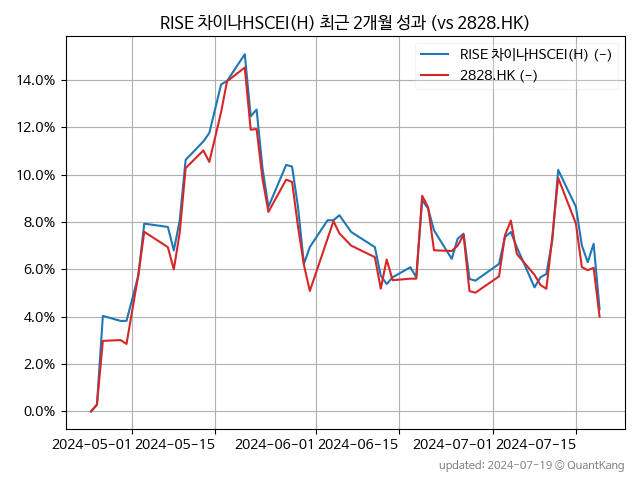 RISE 차이나HSCEI(H) 최근 2개월 성과 (vs 2828.HK)
RISE 차이나HSCEI(H) (-)
2828.HK (-)
14.0%
12.0%
10.0%
8.0%
6.0%
4.0%
2.0%
0.0%
2024-05-01 2024-05-15 2024-06-01 2024-06-15 2024-07-01 2024-07-15
updated: 2024-07-19 © QuantKang